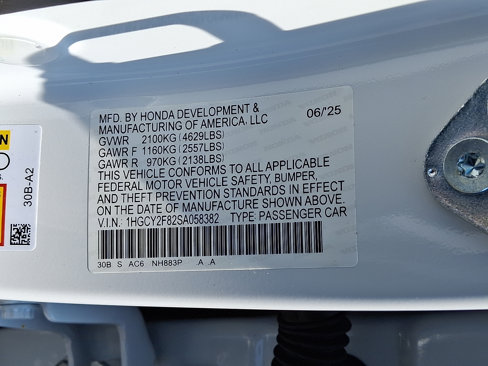 MFD. BY HONDA DEVELOPMENT & 06/'25
MANUFACTURING OF AMERICA, LLC
GVWR 2100KG (4629LBS)
GAWR F 1160KG (2557LBS)
GAWR R 970KG (2138LBS)
THIS VEHICLE CONFORMS TO ALL APPLICABLE
FEDERAL MOTOR VEHICLE SAFETY, BUMPER,
AND THEFT PREVENTION STANDARDS IN EFFECT
ON THE DATE OF MANUFACTURE SHOWN ABOVE.
V.I.N.: 1HGCY2F82SA058382 TYPE: PASSENGER CAR
30B S AC6 NH883P A A
30B-A2